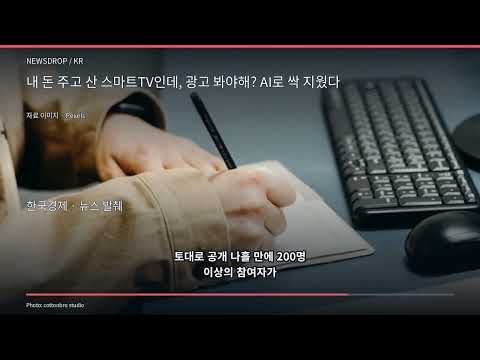 NEWSDROP / KR
내 돈 주고 산 스마트TV인데, 광고 봐야해? AI로 싹 지웠다
자료 이미지 · Pexels
한국경제 · 뉴스 발췌
토대로 공개 나흘 만에 200명
이상의 참여자가
Photo: cottonbro studio